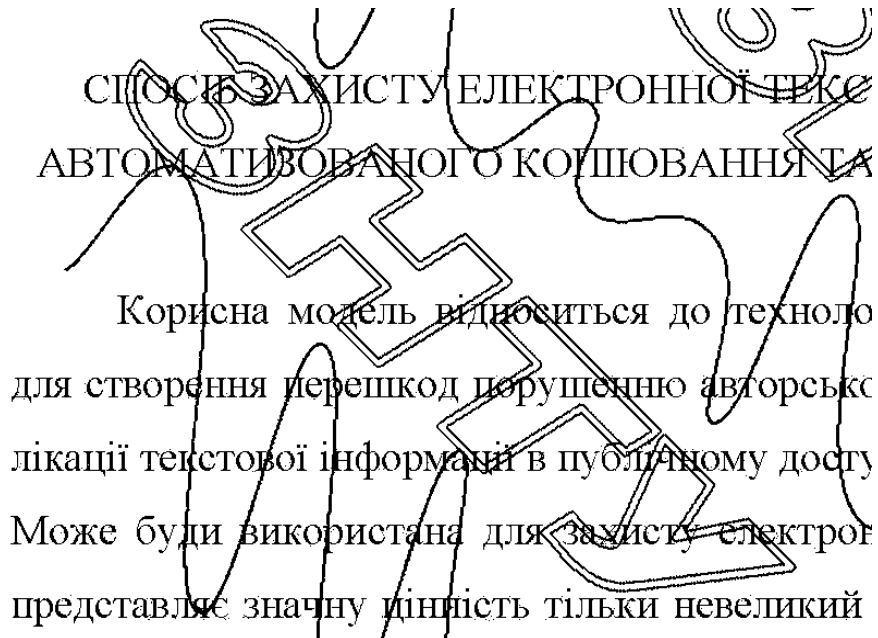 СПОСІБ ЗАХИСТУ ЕЛЕКТРОННОЇ ТЕКС
АВТОМАТИЗОВАНОГО КОПІЮВАННЯ ТА
Корисна модель відноситься до техноло
для створення перешкод порушенню авторсько
лікації текстової інформації в публічному досту
Може буди використана для захисту електрон
представляє значну цінність тільки невеликий
ЗНТУ